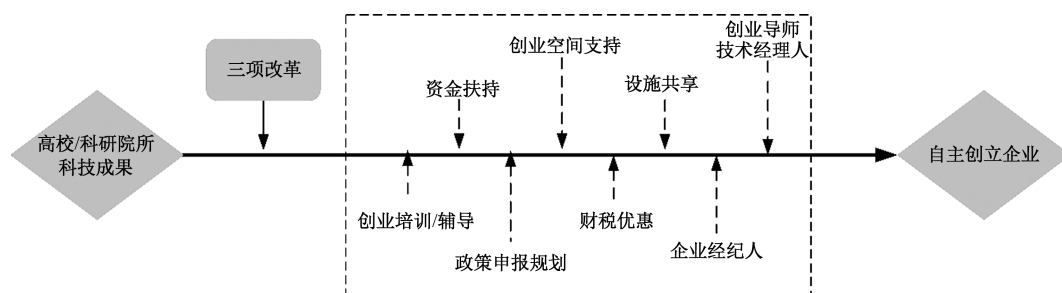 创业导师
技术经理人
创业空间支持
三项改革
资金扶持
设施共享
高校/科研院所
科技成果
自主创立企业
创业培训/辅导
财税优惠
企业经纪人
政策申报规划